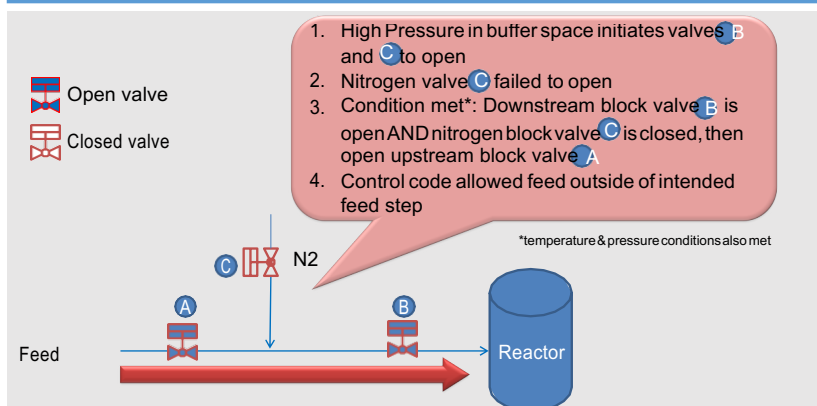 1. High Pressure in buffer space initiates valves B
and C to open
2. Nitrogen valve C failed to open
3. Condition met*: Downstream block valve B is
open AND nitrogen block valve C is closed, then
open upstream block valve A
4. Control code allowed feed outside of intended
feed step
Open valve
Closed valve
*temperature & pressure conditions also met
C N2
A
B
Feed
Reactor